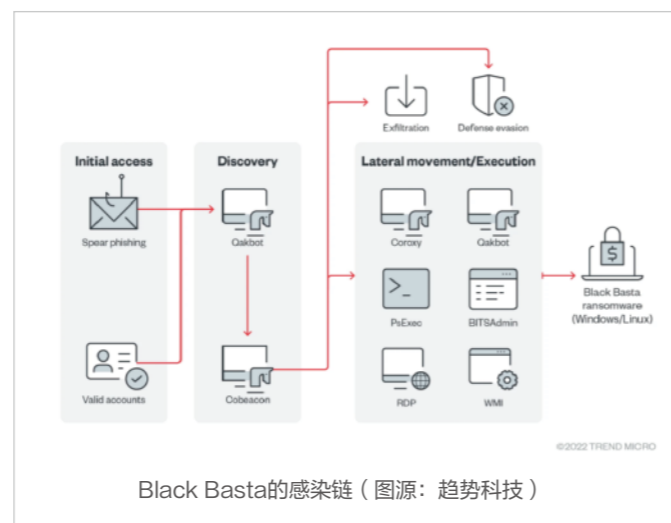 Exfiltration
Defense evasion
Initial access
Discovery
Lateral movement/Execution
Spear phishing
Qakbot
Coroxy
Qakbot
Black Basta
ransomware
(Windows/Linux)
PsExec
BITSAdmin
Valid accounts
Cobeacon
RDP
WMI
©2022 TREND MICRO
Black Basta的感染链（图源：趋势科技）